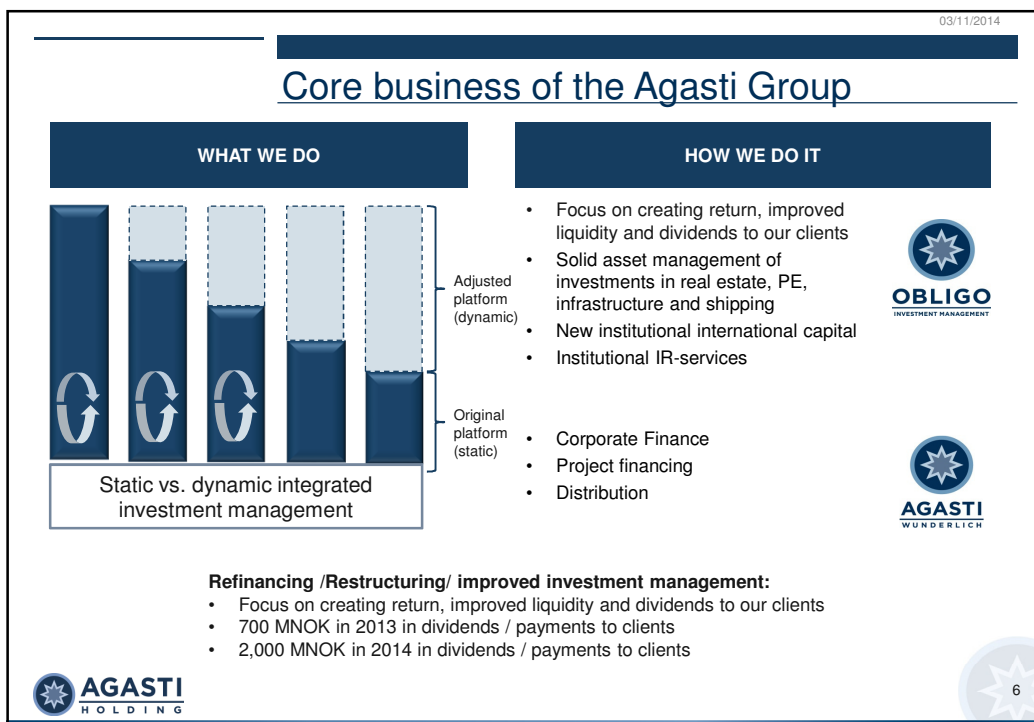 03/11/2014
Core business of the Agasti Group
WHAT WE DO
Adjusted
platform
(dynamic)
Original
platform
(static)
Static vs. dynamic integrated
investment management
HOW WE DO IT
• Focus on creating return, improved
liquidity and dividends to our clients
• Solid asset management of
investments in real estate, PE,
infrastructure and shipping
• New institutional international capital
• Institutional IR-services
OBLIGO
INVESTMENT MANAGEMENT
• Corporate Finance
• Project financing
• Distribution
AGASTI
WUNDERLICH
Refinancing /Restructuring/ improved investment management:
• Focus on creating return, improved liquidity and dividends to our clients
• 700 MNOK in 2013 in dividends / payments to clients
• 2,000 MNOK in 2014 in dividends / payments to clients
AGASTI
HOLDING
6